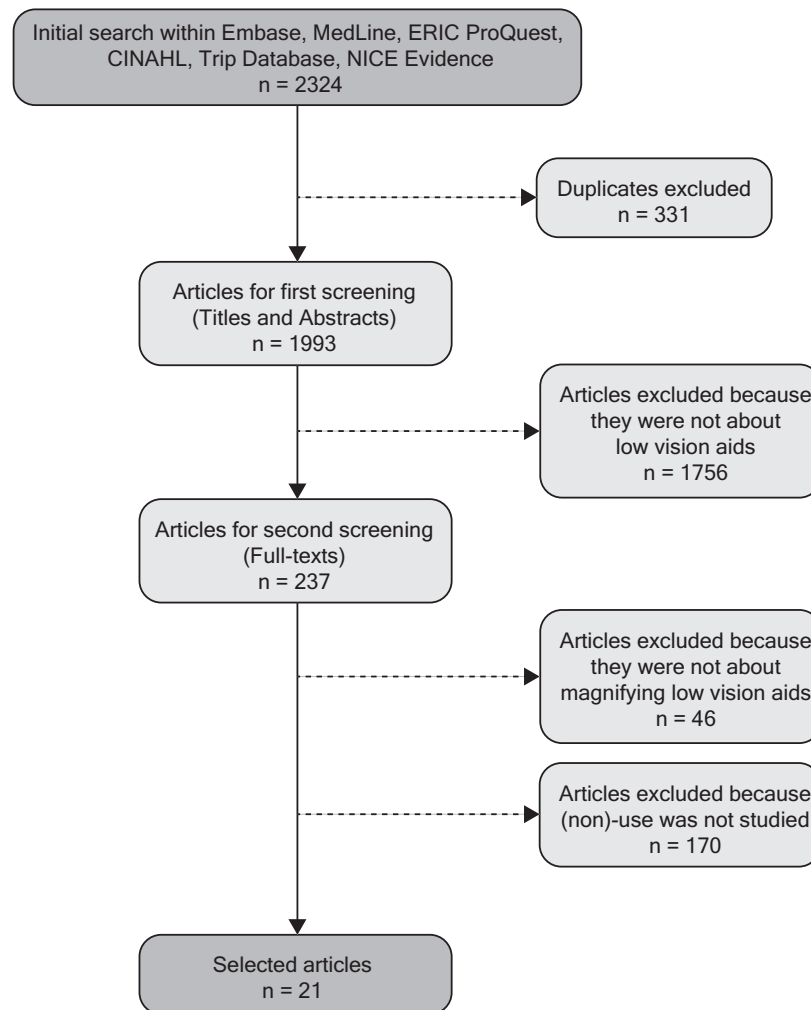 Initial search within Embase, MedLine, ERIC ProQuest,
CINAHL, Trip Database, NICE Evidence
n = 2324
Duplicates excluded
n = 331
Articles for first screening
(Titles and Abstracts)
n = 1993
Articles excluded because
they were not about
low vision aids
n = 1756
Articles for second screening
(Full-texts)
n = 237
Articles excluded because
they were not about
magnifying low vision aids
n = 46
Articles excluded because
(non)-use was not studied
n = 170
Selected articles
n = 21